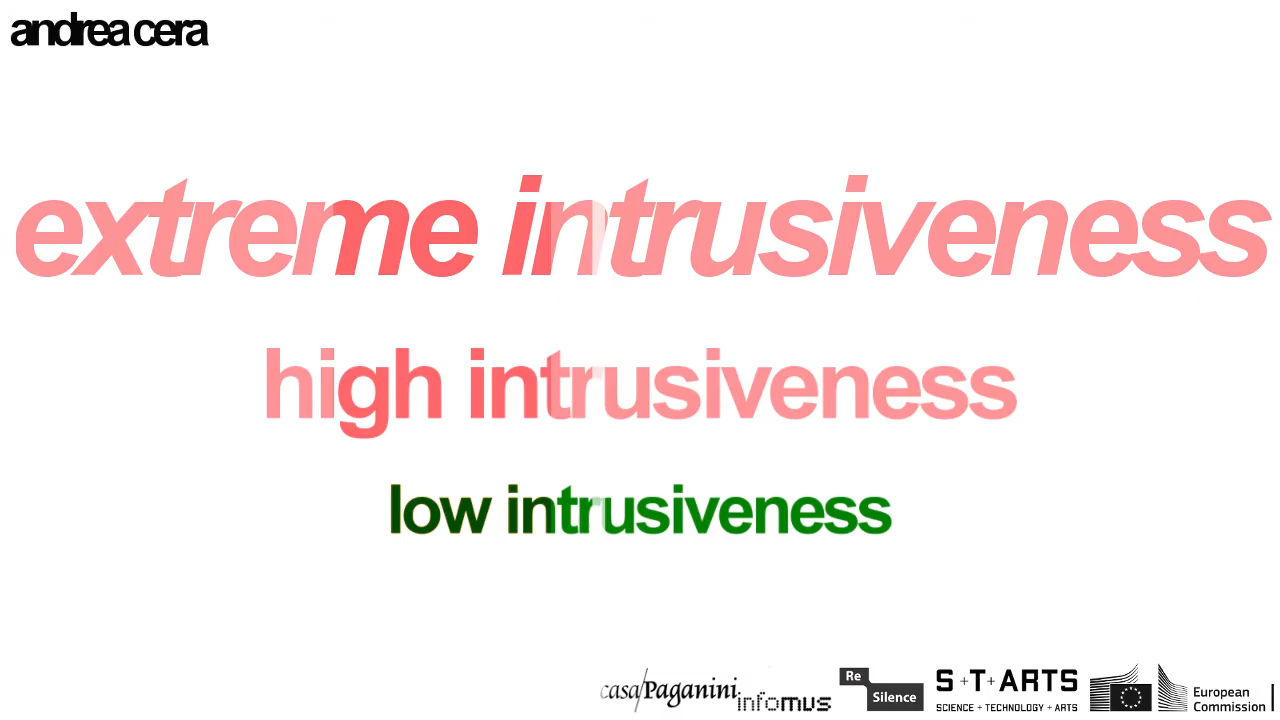 andrea cera
extreme intrusiveness
high intrusiveness
low intrusiveness
casa/Paganini
infomus
Re
Silence
S+T+ARTS
SCIENCE + TECHNOLOGY + ARTS
European
Commission